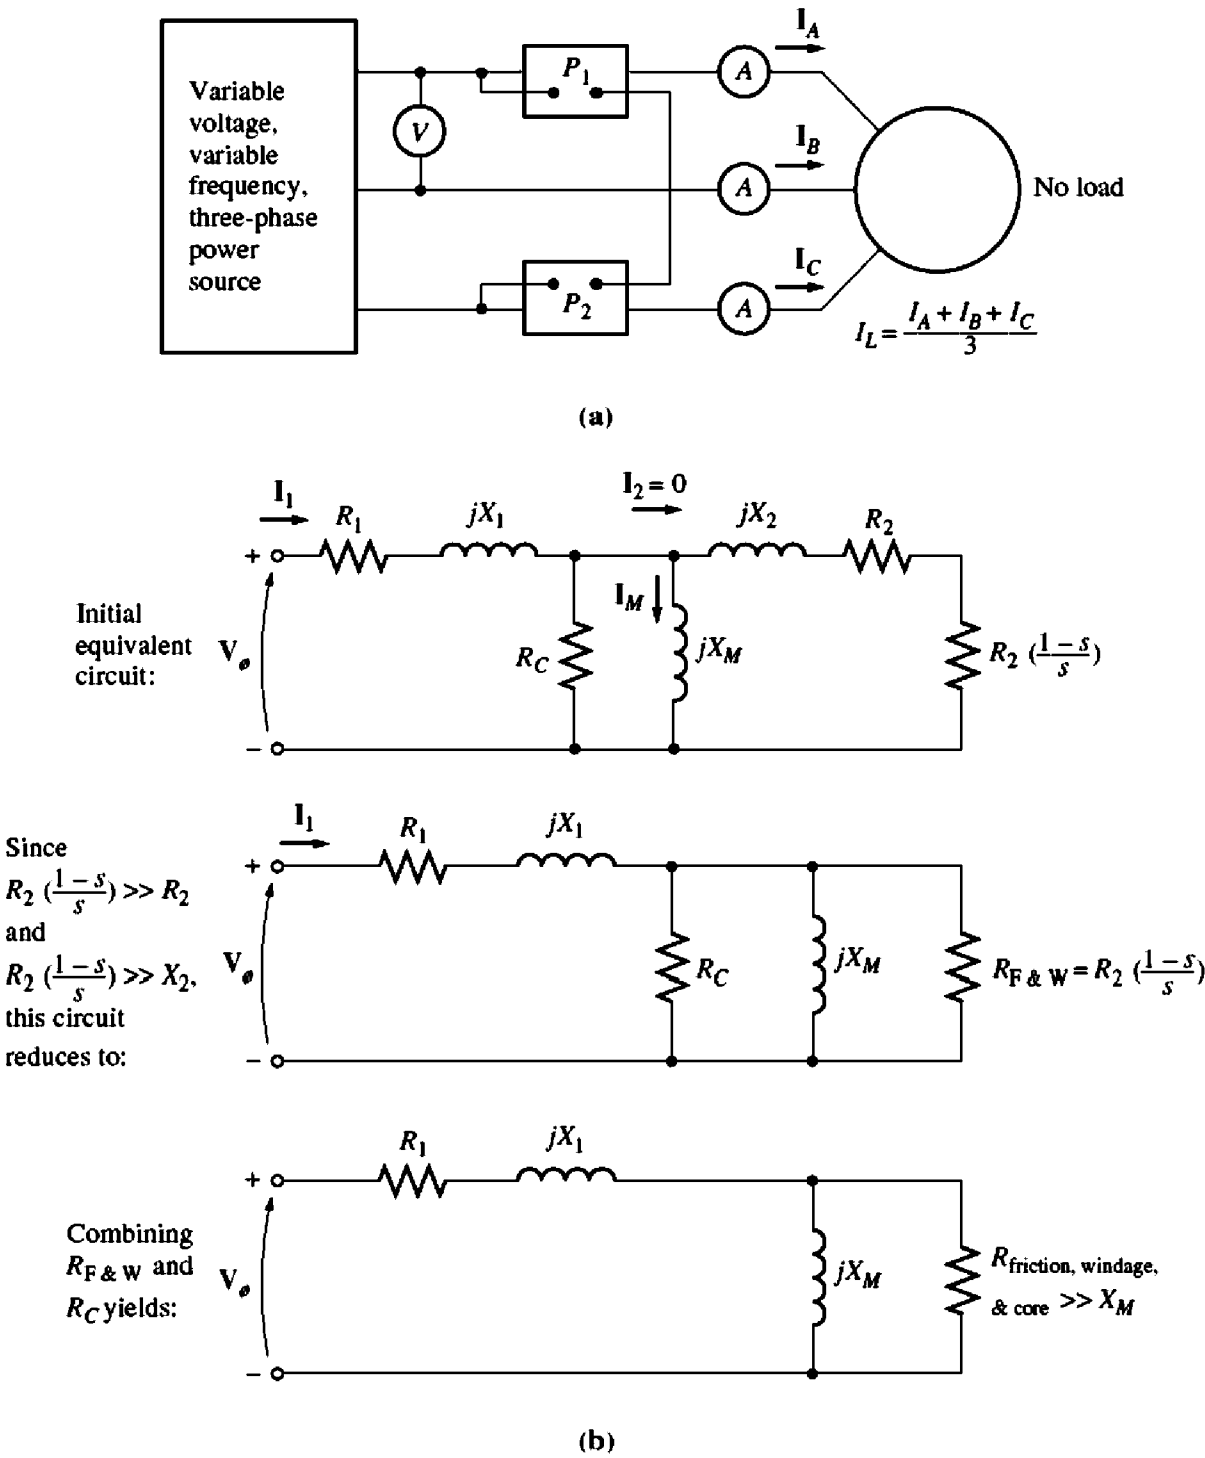 Variable
voltage,
variable
frequency,
three-phase
power
source
V
P1
P2
A
A
A
IA
IB
IC
No load
IL = IA + IB + IC / 3
(a)
Initial
equivalent
circuit:
I1
R1
jX1
I2 = 0
jX2
R2
+
Vø
−
RC
IM
jXM
R2 (1 − s / s)
Since
R2 (1 − s / s) >> R2
and
R2 (1 − s / s) >> X2,
this circuit
reduces to:
I1
R1
jX1
+
Vø
−
RC
jXM
RF & W = R2 (1 − s / s)
Combining
RF & W and
RC yields:
R1
jX1
+
Vø
−
jXM
Rfriction, windage,
& core >> XM
(b)